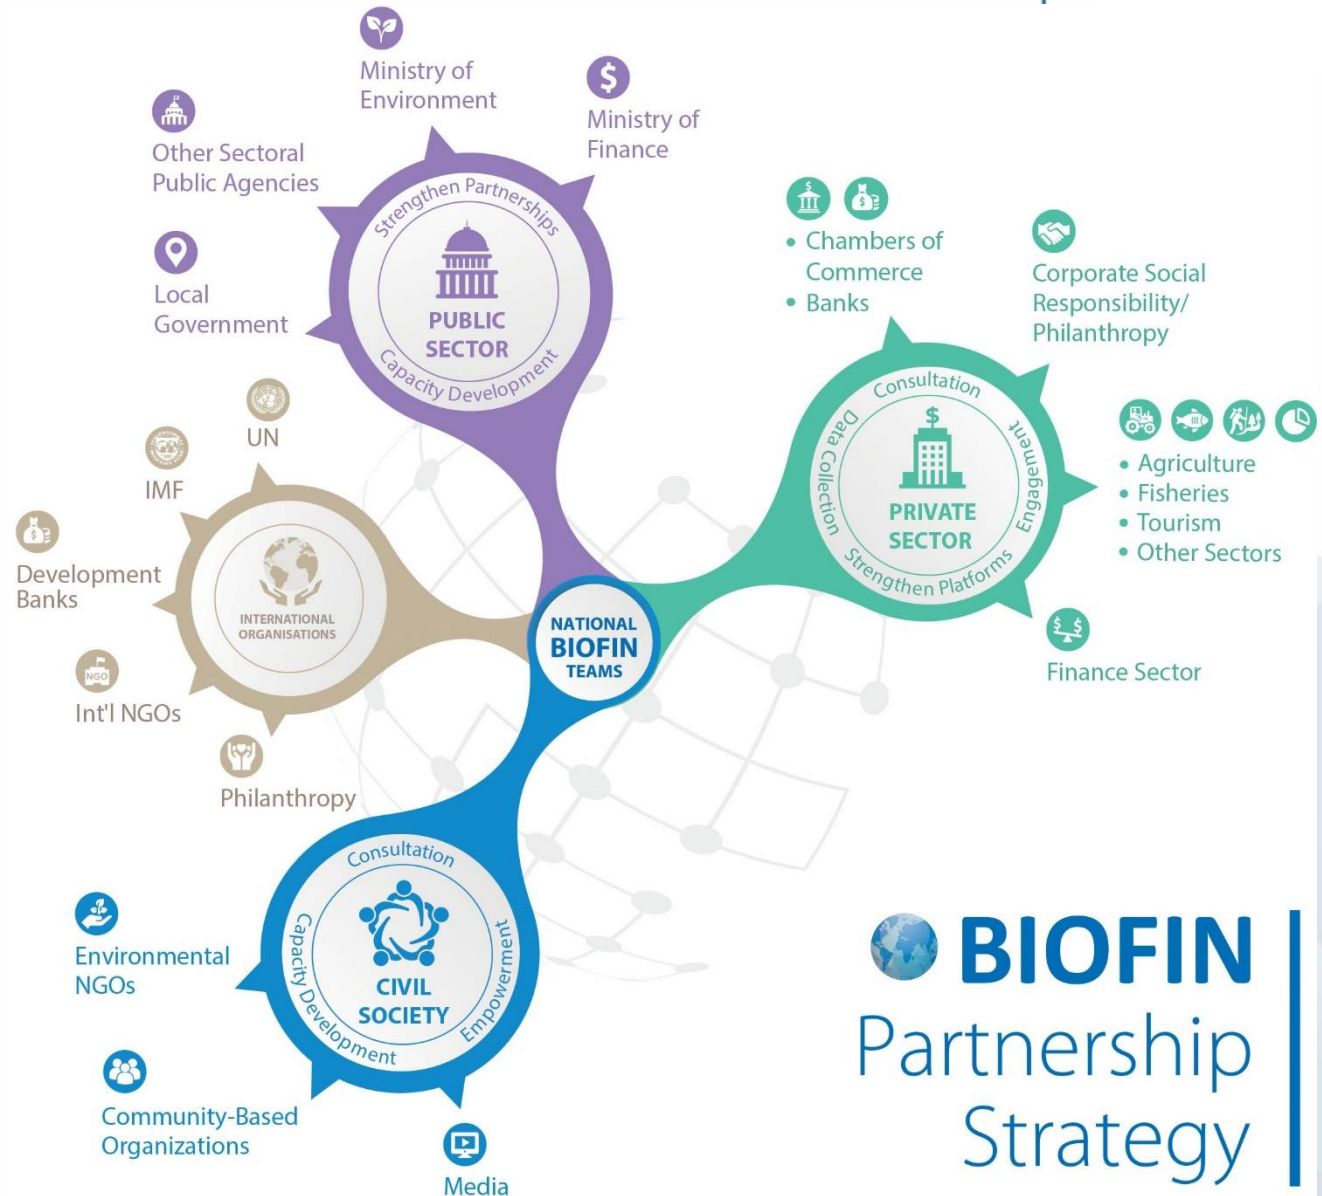 Ministry of
Environment
Ministry of
Finance
Other Sectoral
Public Agencies
Local
Government
Strengthen Partnerships
PUBLIC
SECTOR
Capacity Development
• Chambers of
Commerce
• Banks
Corporate Social
Responsibility/
Philanthropy
• Agriculture
• Fisheries
• Tourism
• Other Sectors
Finance Sector
Consultation
Data Collection
Engagement
Strengthen Platforms
PRIVATE
SECTOR
UN
IMF
Development
Banks
NGO
Int'l NGOs
Philanthropy
INTERNATIONAL
ORGANISATIONS
NATIONAL
BIOFIN
TEAMS
Consultation
Capacity Development
Empowerment
CIVIL
SOCIETY
Environmental
NGOs
Community-Based
Organizations
Media
BIOFIN
Partnership
Strategy